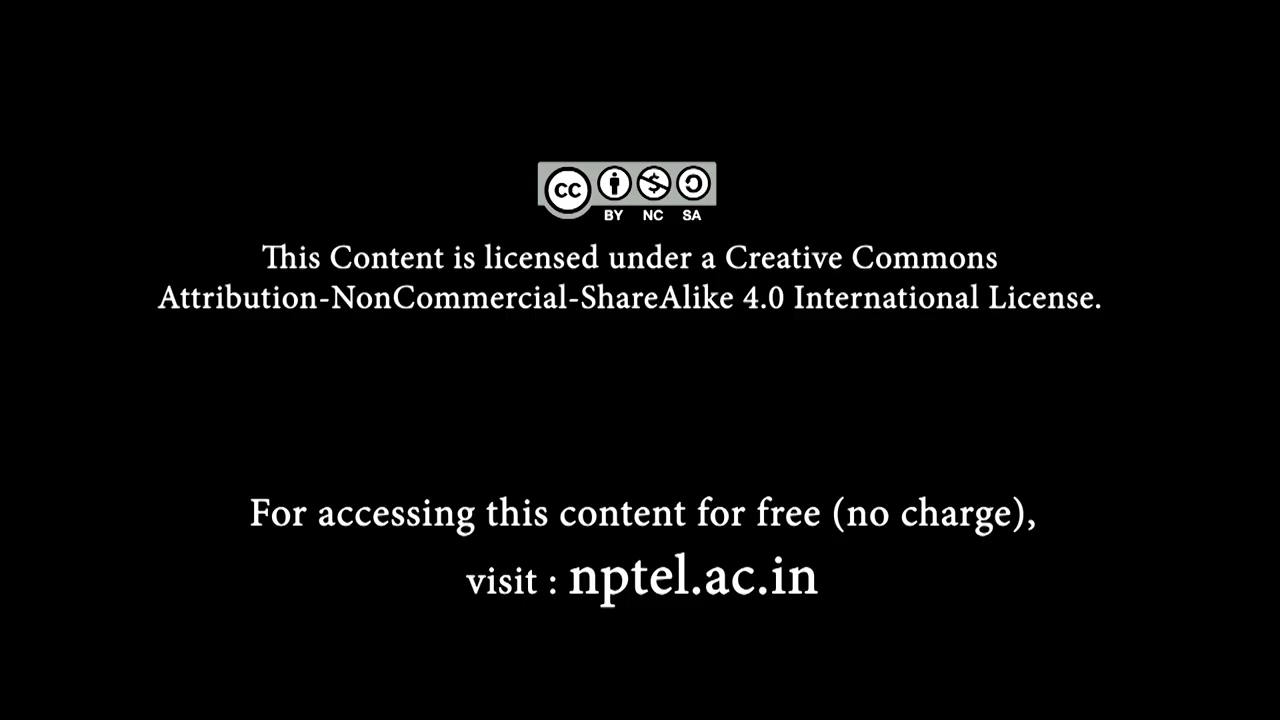 cc
BY NC SA
This Content is licensed under a Creative Commons
Attribution-NonCommercial-ShareAlike 4.0 International License.
For accessing this content for free (no charge),
visit : nptel.ac.in